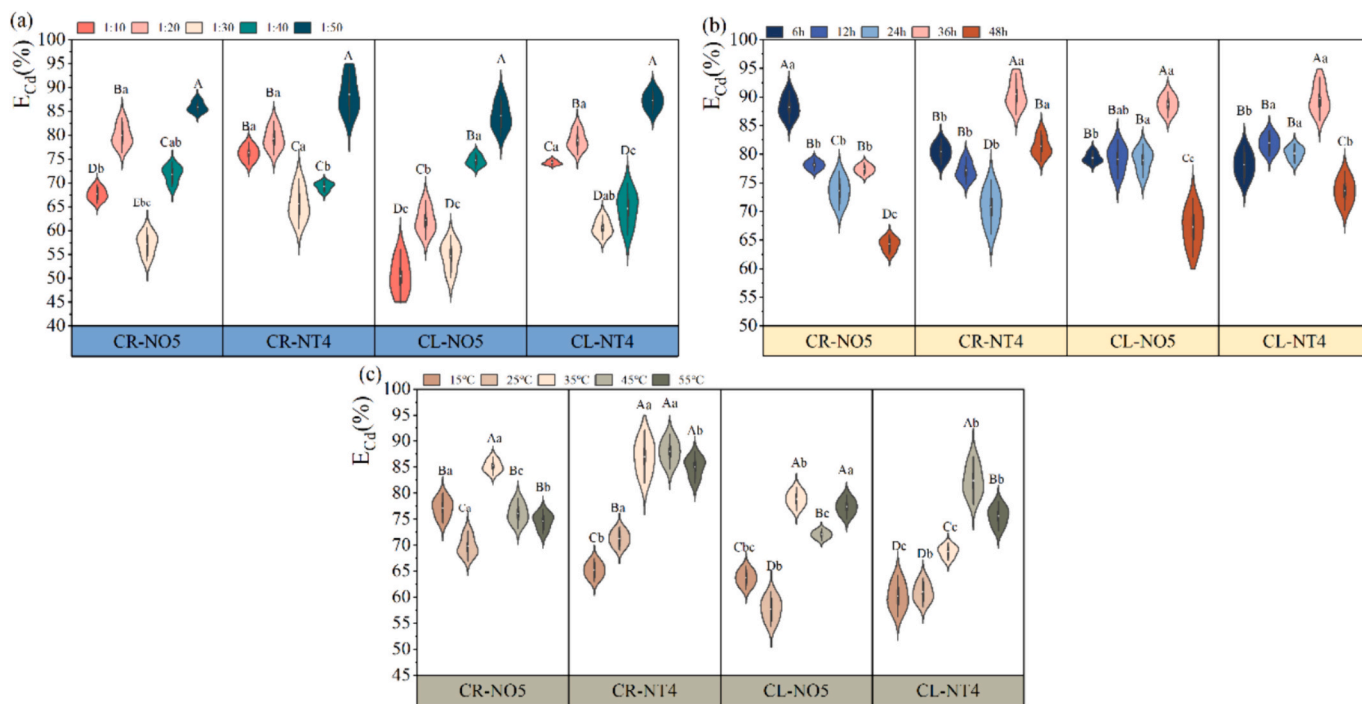 (a)
1:10 1:20 1:30 1:40 1:50
E_Cd(%)
100
95
90
85
80
75
70
65
60
55
50
45
40
Db Ba Ebc Cab A
Ba Ba Ca Cb A
Dc Cb Dc Ba A
Ca Ba Dab Dc A
CR-NO5 CR-NT4 CL-NO5 CL-NT4
(b)
6h 12h 24h 36h 48h
E_Cd(%)
100
95
90
85
80
75
70
65
60
55
50
Aa Bb Cb Bb Dc
Bb Bb Db Aa Ba
Bb Bab Ba Aa Cc
Bb Ba Ba Aa Cb
CR-NO5 CR-NT4 CL-NO5 CL-NT4
(c)
15°C 25°C 35°C 45°C 55°C
E_Cd(%)
100
95
90
85
80
75
70
65
60
55
50
45
Ba Ca Aa Bc Bb
Cb Ba Aa Aa Ab
Cbc Db Ab Bc Aa
Dc Db Cc Ab Bb
CR-NO5 CR-NT4 CL-NO5 CL-NT4